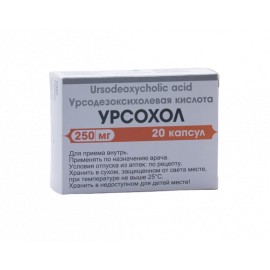 Ursodeoxycholic acid
Урсодезоксихолевая кислота
УРСОХОЛ
250 мг 20 капсул
Для приема внутрь.
Применять по назначению врача.
Условия отпуска из аптек: по рецепту.
Хранить в сухом, защищенном от света месте,
при температуре не выше 25°C.
Хранить в недоступном для детей месте!